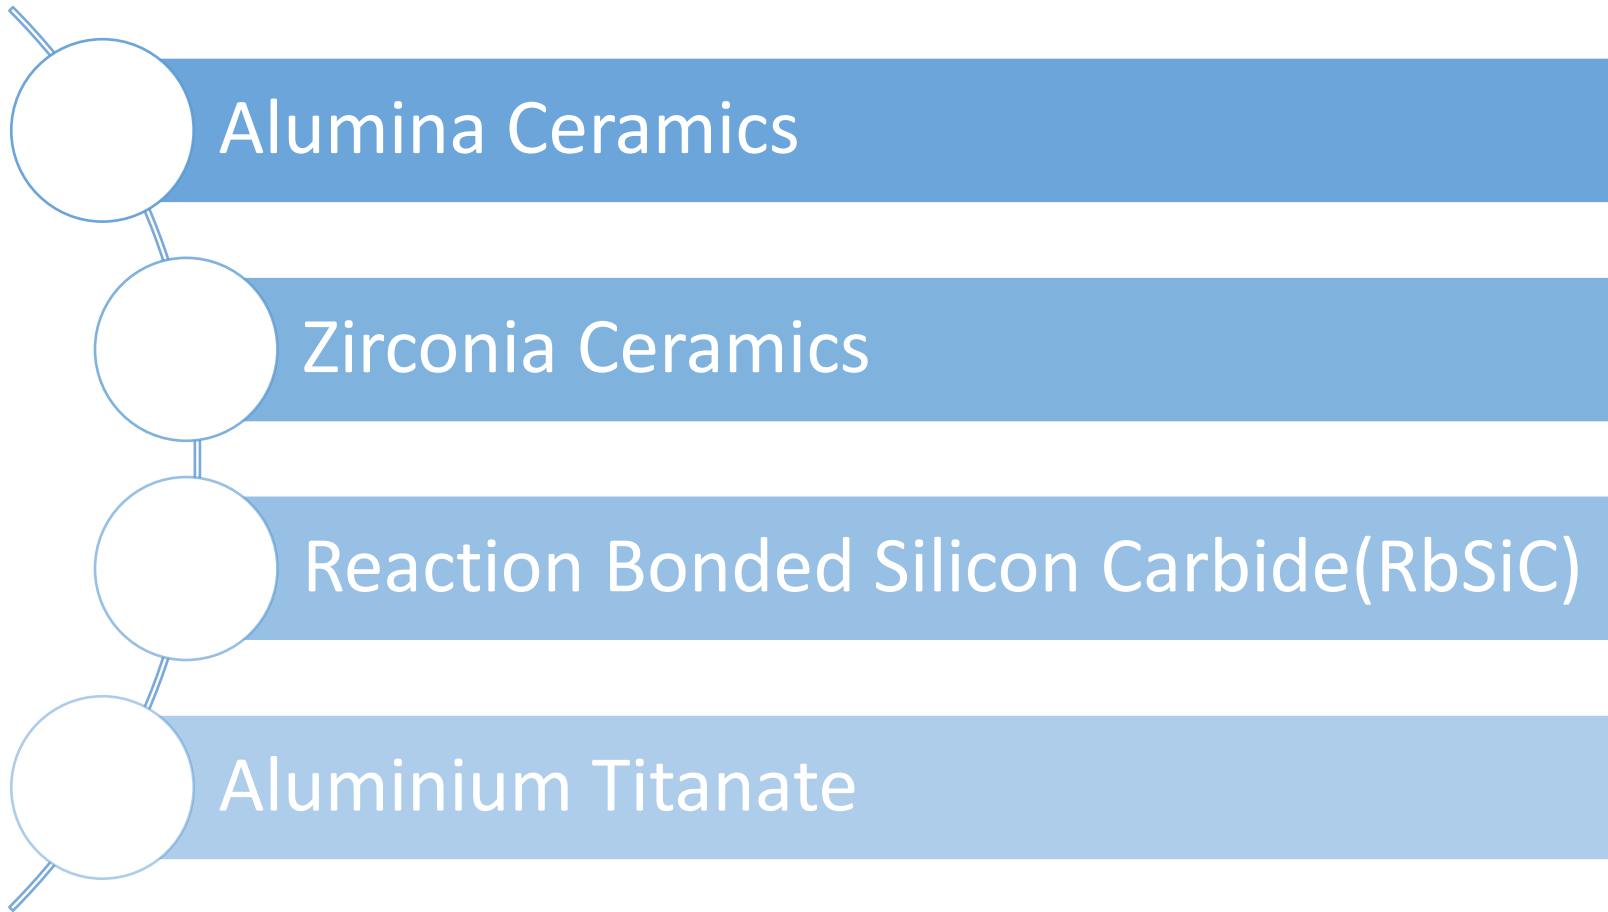 Alumina Ceramics
Zirconia Ceramics
Reaction Bonded Silicon Carbide(RbSiC)
Aluminium Titanate